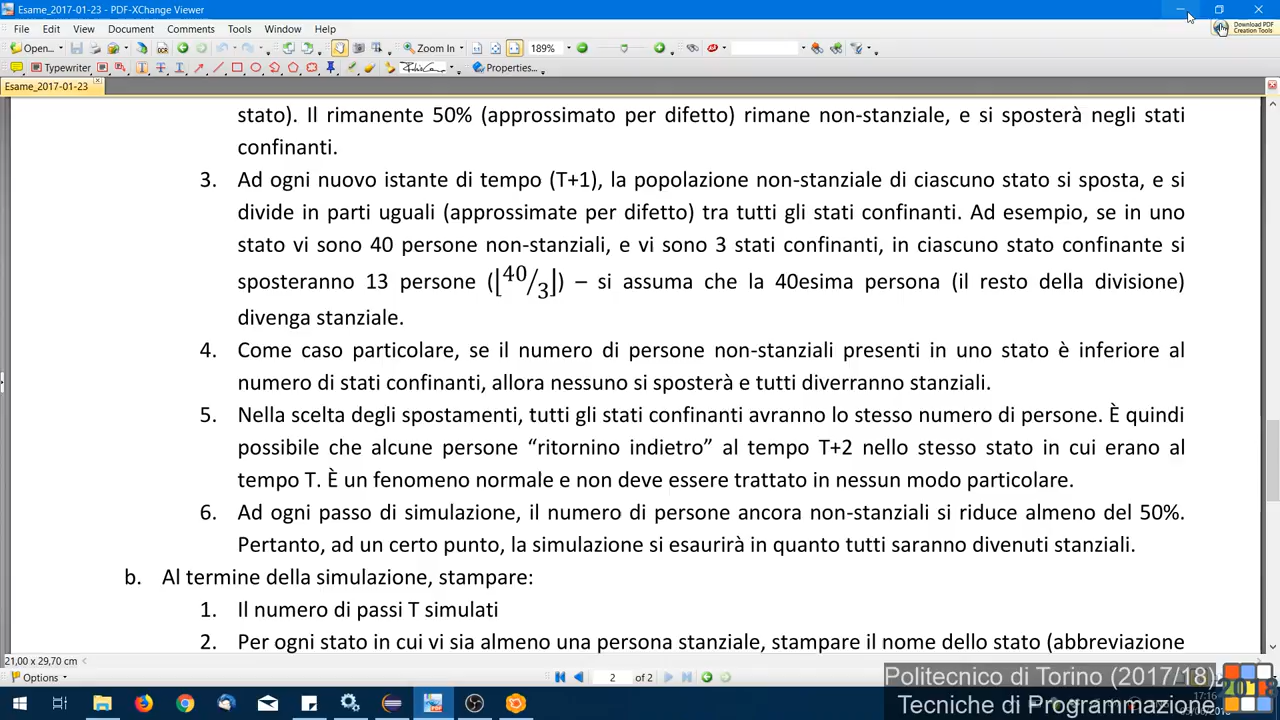 Esame_2017-01-23 - PDF-XChange Viewer
File Edit View Document Comments Tools Window Help
Download PDF
Creation Tools
Open... Zoom In 189%
Typewriter Properties...
Esame_2017-01-23
stato). Il rimanente 50% (approssimato per difetto) rimane non-stanziale, e si sposterà negli stati
confinanti.
3. Ad ogni nuovo istante di tempo (T+1), la popolazione non-stanziale di ciascuno stato si sposta, e si
divide in parti uguali (approssimate per difetto) tra tutti gli stati confinanti. Ad esempio, se in uno
stato vi sono 40 persone non-stanziali, e vi sono 3 stati confinanti, in ciascuno stato confinante si
sposteranno 13 persone (⌊40/3⌋) – si assuma che la 40esima persona (il resto della divisione)
divenga stanziale.
4. Come caso particolare, se il numero di persone non-stanziali presenti in uno stato è inferiore al
numero di stati confinanti, allora nessuno si sposterà e tutti diverranno stanziali.
5. Nella scelta degli spostamenti, tutti gli stati confinanti avranno lo stesso numero di persone. È quindi
possibile che alcune persone “ritornino indietro” al tempo T+2 nello stesso stato in cui erano al
tempo T. È un fenomeno normale e non deve essere trattato in nessun modo particolare.
6. Ad ogni passo di simulazione, il numero di persone ancora non-stanziali si riduce almeno del 50%.
Pertanto, ad un certo punto, la simulazione si esaurirà in quanto tutti saranno divenuti stanziali.
b. Al termine della simulazione, stampare:
1. Il numero di passi T simulati
2. Per ogni stato in cui vi sia almeno una persona stanziale, stampare il nome dello stato (abbreviazione
21,00 x 29,70 cm
Options 2 of 2
Politecnico di Torino (2017/18)
Tecniche di Programmazione
2018
17:16